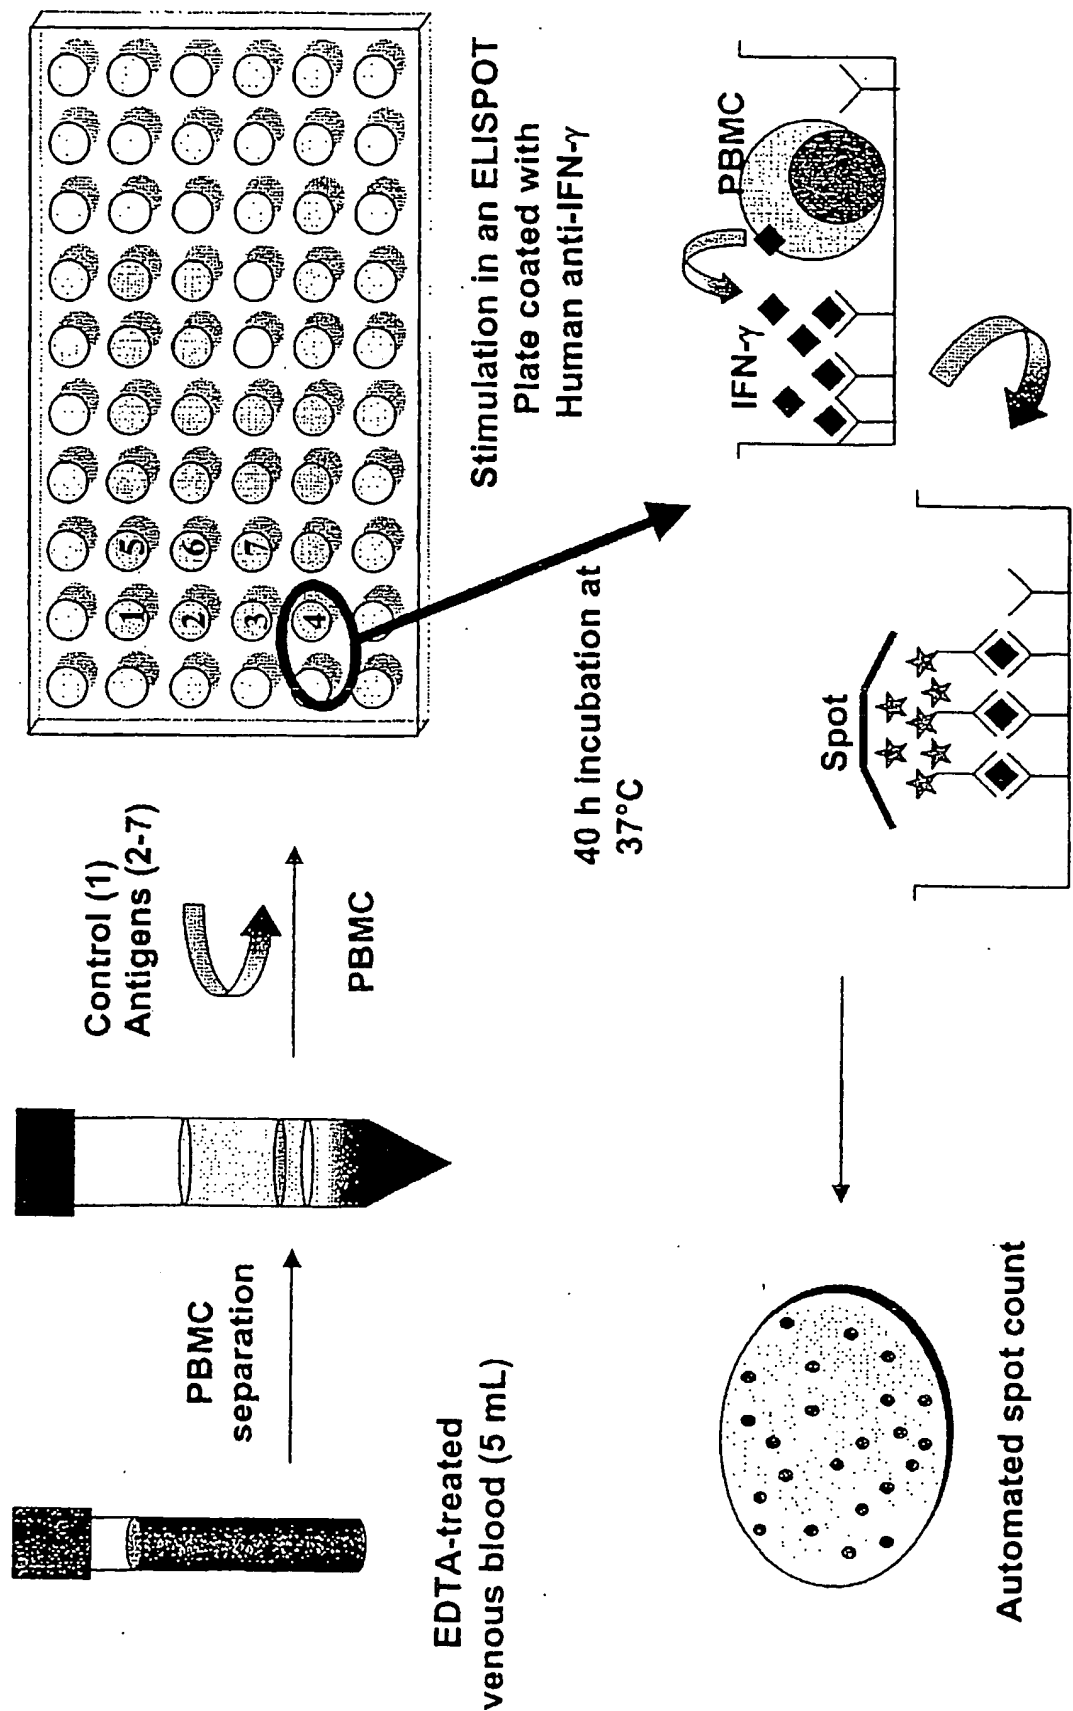 EDTA-treated
venous blood (5 mL)
PBMC
separation
Control (1)
Antigens (2-7)
PBMC
1
2
3
4
5
6
7
Stimulation in an ELISPOT
Plate coated with
Human anti-IFN-γ
40 h incubation at
37°C
IFN-γ
PBMC
Spot
Automated spot count